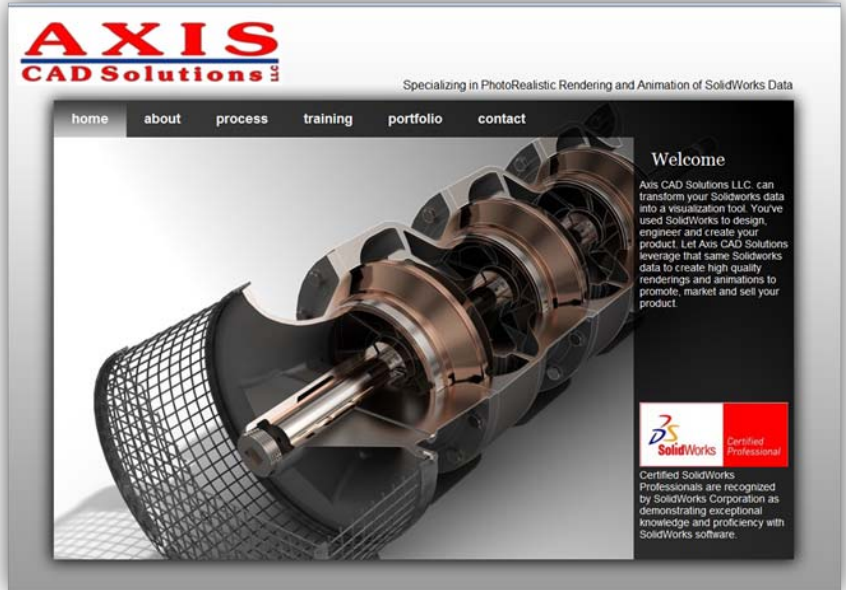 AXIS
CAD Solutions LLC
Specializing in PhotoRealistic Rendering and Animation of SolidWorks Data
home about process training portfolio contact
Welcome
Axis CAD Solutions LLC. can
transform your Solidworks data
into a visualization tool. You've
used SolidWorks to design,
engineer and create your
product. Let Axis CAD Solutions
leverage that same Solidworks
data to create high quality
renderings and animations to
promote, market and sell your
product.
DS
SolidWorks
Certified
Professional
Certified SolidWorks
Professionals are recognized
by SolidWorks Corporation as
demonstrating exceptional
knowledge and proficiency with
SolidWorks software.